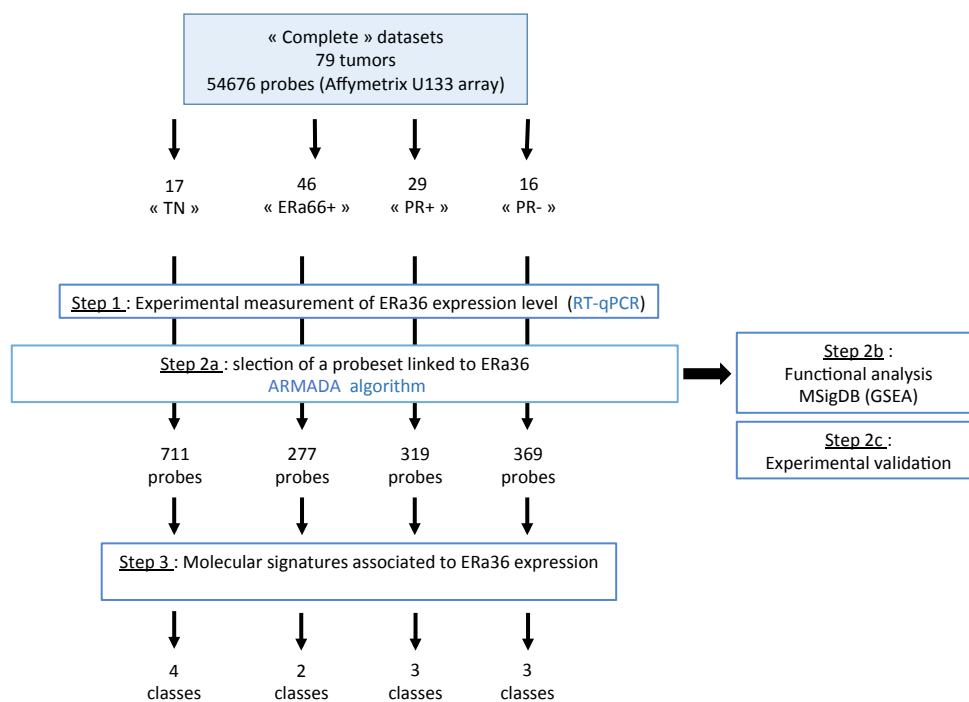 « Complete » datasets
79 tumors
54676 probes (Affymetrix U133 array)
17 46 29 16
« TN » « ERa66+ » « PR+ » « PR- »
Step 1 : Experimental measurement of ERa36 expression level (RT-qPCR)
Step 2a : slection of a probeset linked to ERa36
ARMADA algorithm
Step 2b :
Functional analysis
MSigDB (GSEA)
Step 2c :
Experimental validation
711 277 319 369
probes probes probes probes
Step 3 : Molecular signatures associated to ERa36 expression
4 2 3 3
classes classes classes classes